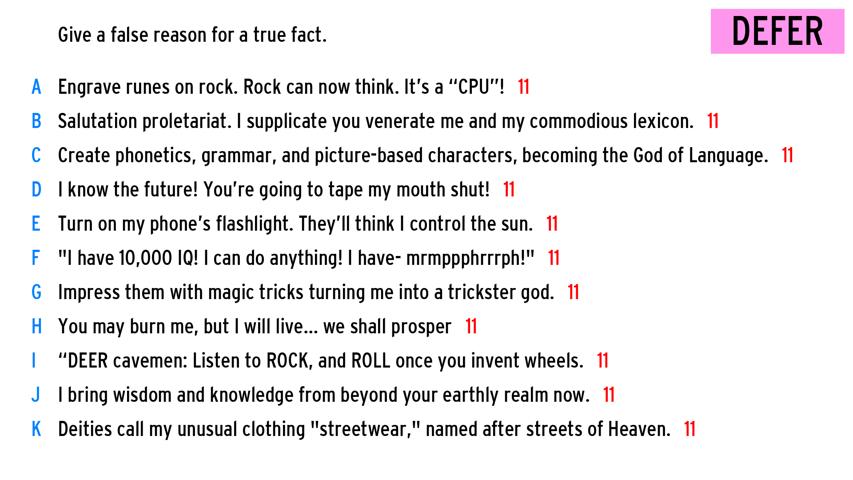 Give a false reason for a true fact.
DEFER
A Engrave runes on rock. Rock can now think. It’s a “CPU”! 11
B Salutation proletariat. I supplicate you venerate me and my commodious lexicon. 11
C Create phonetics, grammar, and picture-based characters, becoming the God of Language. 11
D I know the future! You’re going to tape my mouth shut! 11
E Turn on my phone’s flashlight. They’ll think I control the sun. 11
F "I have 10,000 IQ! I can do anything! I have- mrmppphrrrph!" 11
G Impress them with magic tricks turning me into a trickster god. 11
H You may burn me, but I will live... we shall prosper 11
I “DEER cavemen: Listen to ROCK, and ROLL once you invent wheels. 11
J I bring wisdom and knowledge from beyond your earthly realm now. 11
K Deities call my unusual clothing "streetwear," named after streets of Heaven. 11